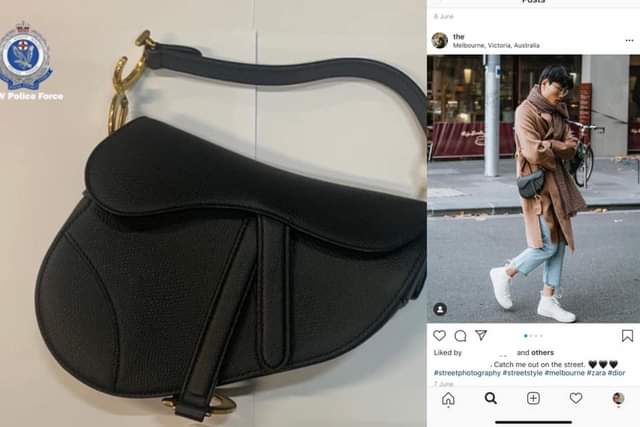 Posts
8 June
the
Melbourne, Victoria, Australia
W Police Force
Liked by and others
. Catch me out on the street. 🖤🖤🖤
#streetphotography #streetstyle #melbourne #zara #dior
7 June